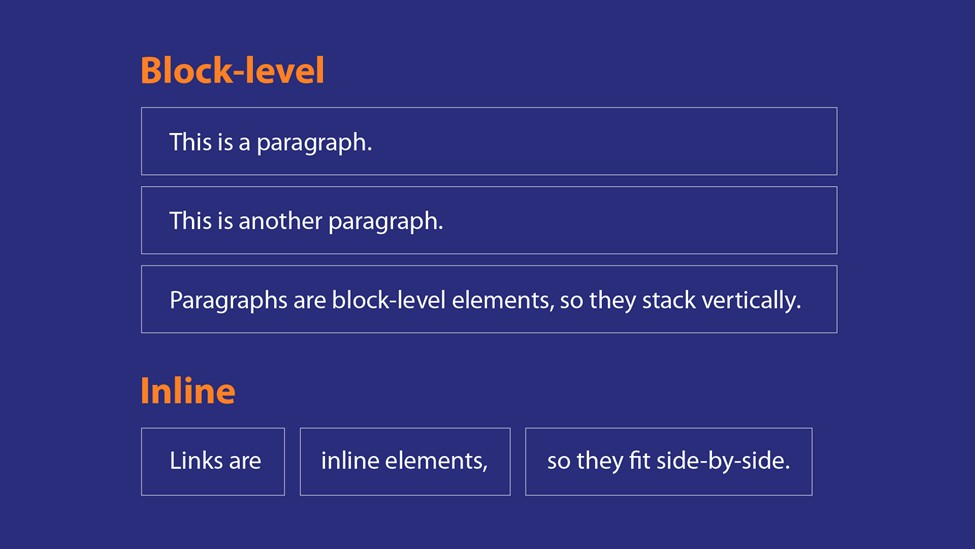 Block-level
This is a paragraph.
This is another paragraph.
Paragraphs are block-level elements, so they stack vertically.
Inline
Links are
inline elements,
so they fit side-by-side.